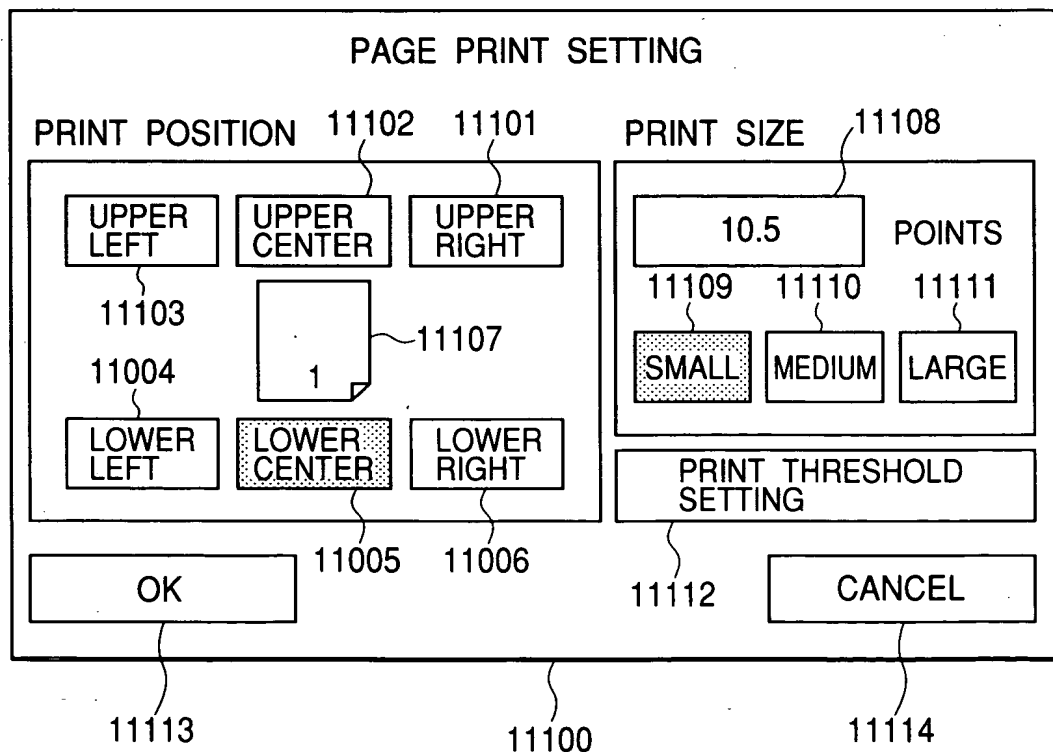 PAGE PRINT SETTING
PRINT POSITION
11102
11101
PRINT SIZE
11108
UPPER
LEFT
UPPER
CENTER
UPPER
RIGHT
10.5
POINTS
11103
11107
11109
11110
11111
1
11004
SMALL
MEDIUM
LARGE
LOWER
LEFT
LOWER
CENTER
LOWER
RIGHT
PRINT THRESHOLD
SETTING
11005
11006
11112
OK
CANCEL
11113
11100
11114